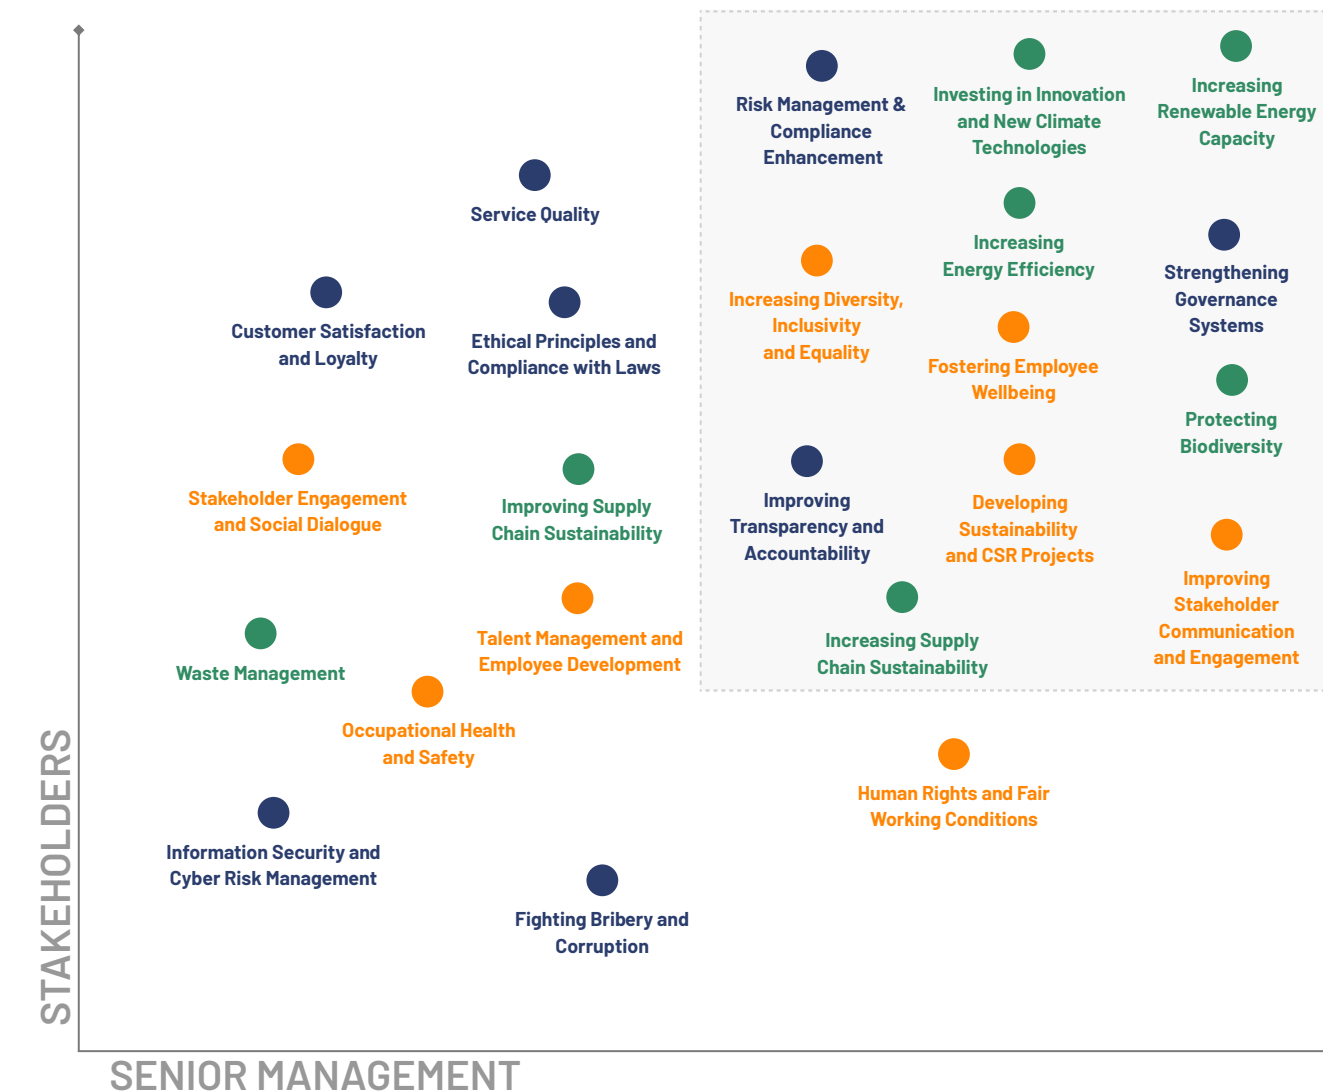 Risk Management &
Compliance
Enhancement
Investing in Innovation
and New Climate
Technologies
Increasing
Renewable Energy
Capacity
Service Quality
Increasing
Energy Efficiency
Strengthening
Governance
Systems
Customer Satisfaction
and Loyalty
Ethical Principles and
Compliance with Laws
Increasing Diversity,
Inclusivity
and Equality
Fostering Employee
Wellbeing
Protecting
Biodiversity
Stakeholder Engagement
and Social Dialogue
Improving Supply
Chain Sustainability
Improving
Transparency and
Accountability
Developing
Sustainability
and CSR Projects
Improving
Stakeholder
Communication
and Engagement
Waste Management
Talent Management and
Employee Development
Increasing Supply
Chain Sustainability
Occupational Health
and Safety
Human Rights and Fair
Working Conditions
Information Security and
Cyber Risk Management
Fighting Bribery and
Corruption
STAKEHOLDERS
SENIOR MANAGEMENT